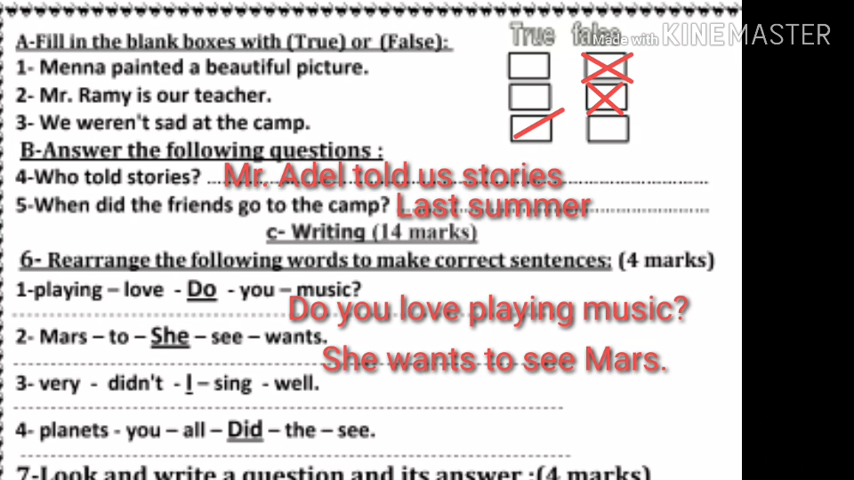 True false Made with KINEMASTER
A-Fill in the blank boxes with (True) or (False):
1- Menna painted a beautiful picture.
2- Mr. Ramy is our teacher.
3- We weren't sad at the camp.
B-Answer the following questions :
4-Who told stories? Mr. Adel told us stories
5-When did the friends go to the camp? Last summer
c- Writing (14 marks)
6- Rearrange the following words to make correct sentences: (4 marks)
1-playing – love - Do - you – music?
Do you love playing music?
2- Mars – to – She – see – wants.
She wants to see Mars.
3- very - didn't - I – sing - well.
4- planets - you – all – Did – the – see.
7-Look and write a question and its answer :(4 marks)